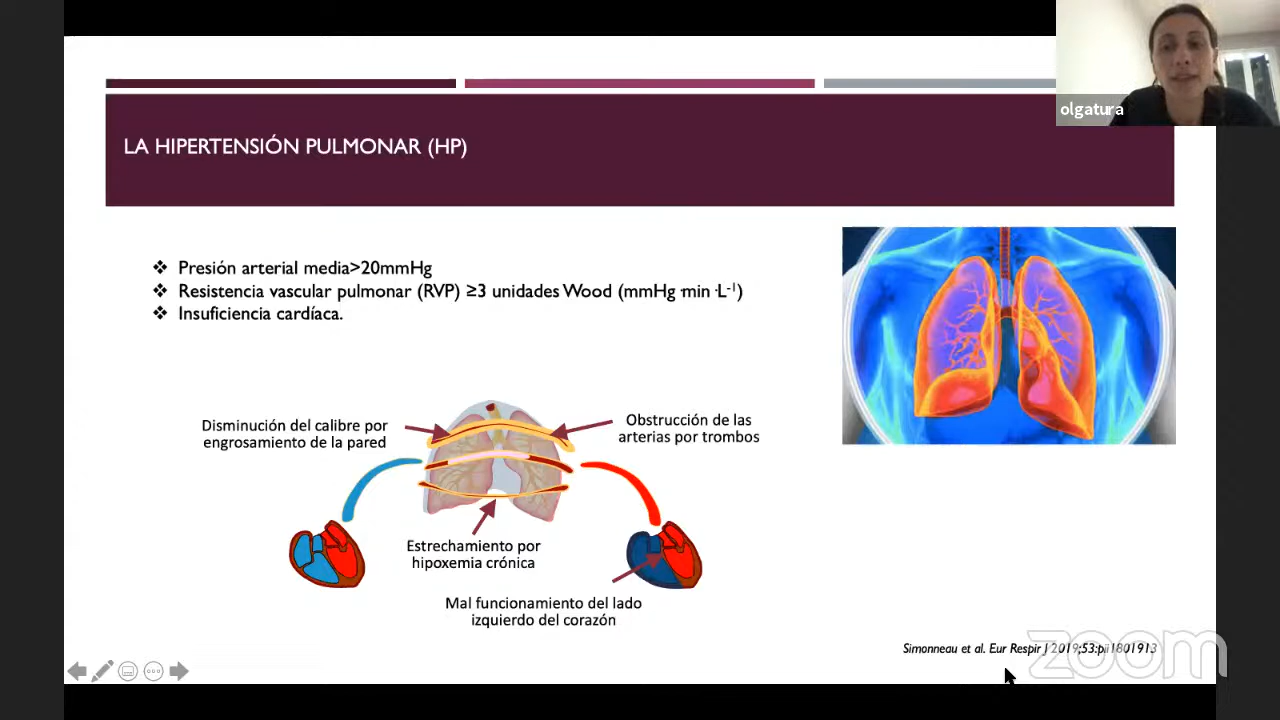 olgatura
LA HIPERTENSIÓN PULMONAR (HP)
❖ Presión arterial media>20mmHg
❖ Resistencia vascular pulmonar (RVP) ≥3 unidades Wood (mmHg·min·L⁻¹)
❖ Insuficiencia cardíaca.
Disminución del calibre por
engrosamiento de la pared
Obstrucción de las
arterias por trombos
Estrechamiento por
hipoxemia crónica
Mal funcionamiento del lado
izquierdo del corazón
Simonneau et al. Eur Respir J 2019;53:pii1801913
zoom